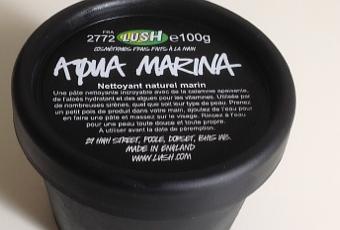 FRA
2772 LUSH e100g
COSMÉTIQUES FRAIS FAITS À LA MAIN
AQUA MARINA
Nettoyant naturel marin
Une pâte nettoyante incroyable avec de la calamine apaisante,
de l'aloès hydratant et des algues pour les vitamines. Utilisée par
de nombreuses sirènes, quel que soit leur type de peau. Prenez
un petit pois de produit dans votre main, ajoutez de l'eau pour
en faire une pâte et massez sur le visage. Rincez à l'eau
pour une peau toute douce et toute propre.
A utiliser avant la date de péremption.
29 HIGH STREET, POOLE, DORSET, BH15 1AB.
MADE IN ENGLAND
WWW.LUSH.COM